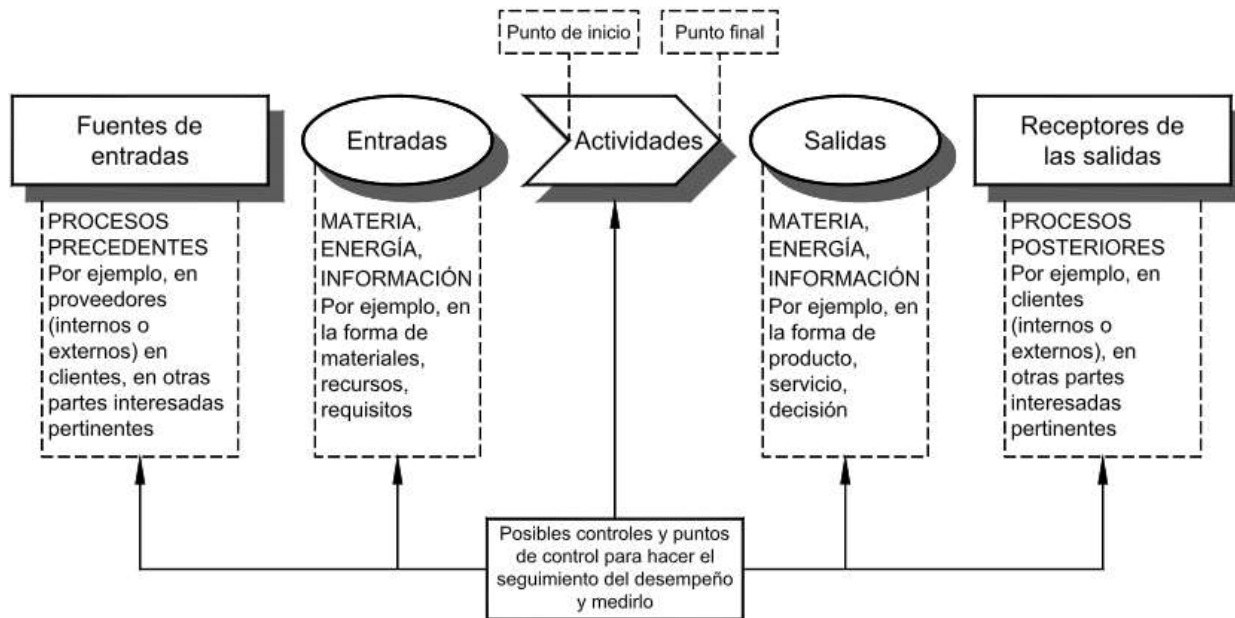 Punto de inicio
Punto final
Fuentes de
entradas
Entradas
Actividades
Salidas
Receptores de
las salidas
PROCESOS
PRECEDENTES
Por ejemplo, en
proveedores
(internos o
externos) en
clientes, en otras
partes interesadas
pertinentes
MATERIA,
ENERGÍA,
INFORMACIÓN
Por ejemplo, en
la forma de
materiales,
recursos,
requisitos
MATERIA,
ENERGÍA,
INFORMACIÓN
Por ejemplo, en
la forma de
producto,
servicio,
decisión
PROCESOS
POSTERIORES
Por ejemplo, en
clientes
(internos o
externos), en
otras partes
interesadas
pertinentes
Posibles controles y puntos
de control para hacer el
seguimiento del desempeño
y medirlo